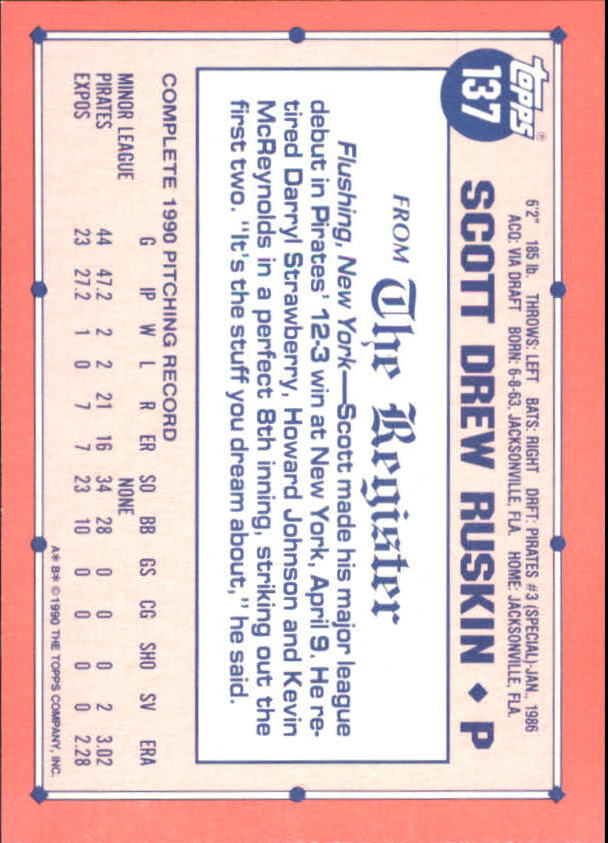 topps®
137
6'2" 185 lb. THROWS: LEFT BATS: RIGHT DRFT: PIRATES #3 (SPECIAL)-JAN., 1986
ACQ: VIA DRAFT BORN: 6-8-63, JACKSONVILLE, FLA. HOME: JACKSONVILLE, FLA.
SCOTT DREW RUSKIN ◆ P
FROM The Register
Flushing, New York—Scott made his major league
debut in Pirates' 12-3 win at New York, April 9. He re-
tired Darryl Strawberry, Howard Johnson and Kevin
McReynolds in a perfect 8th inning, striking out the
first two. "It's the stuff you dream about," he said.
COMPLETE 1990 PITCHING RECORD
G IP W L R ER SO BB GS CG SHO SV ERA
MINOR LEAGUE NONE
PIRATES 44 47.2 2 2 21 16 34 28 0 0 0 2 3.02
EXPOS 23 27.2 1 0 7 7 23 10 0 0 0 0 2.28
A* B* © 1990 THE TOPPS COMPANY, INC.